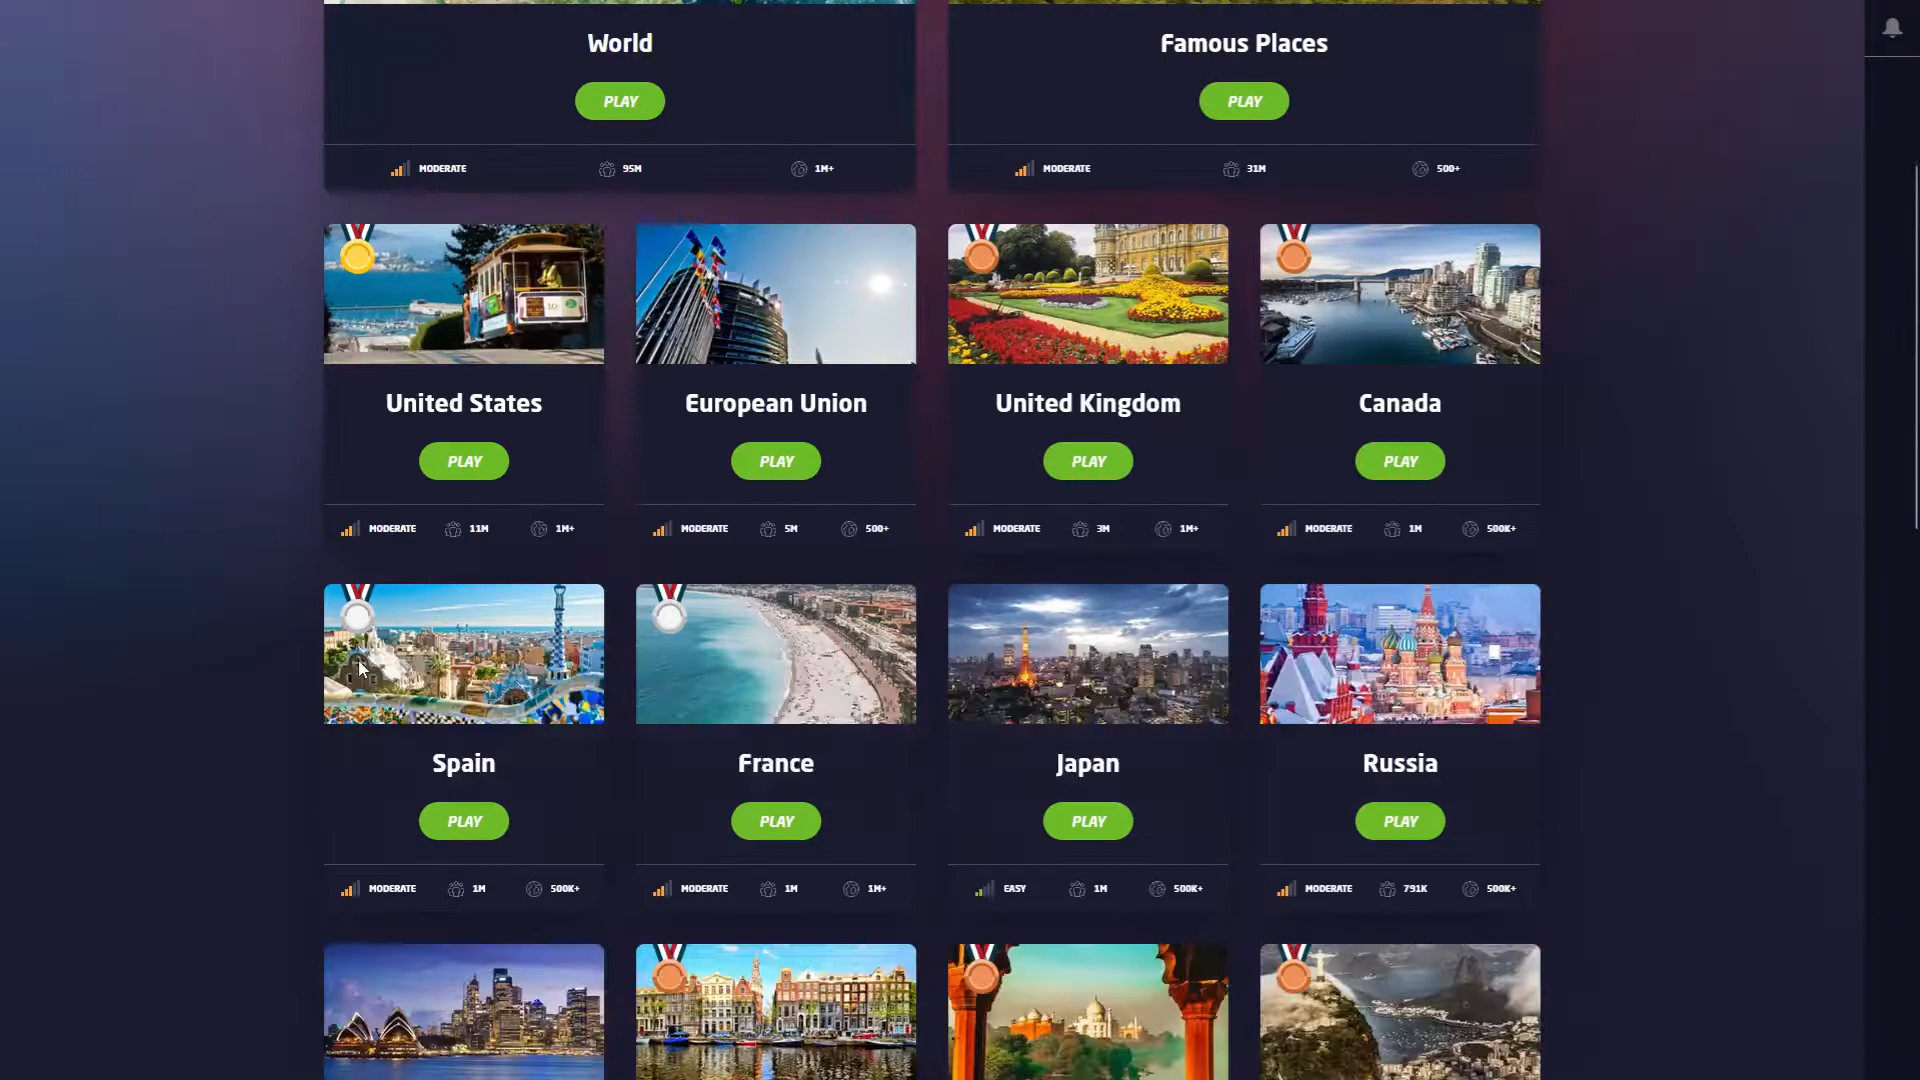 World
Famous Places
PLAY
PLAY
MODERATE 95M 1M+
MODERATE 31M 500+
United States
European Union
United Kingdom
Canada
PLAY
PLAY
PLAY
PLAY
MODERATE 11M 1M+
MODERATE 5M 500+
MODERATE 3M 1M+
MODERATE 1M 500K+
Spain
France
Japan
Russia
PLAY
PLAY
PLAY
PLAY
MODERATE 1M 500K+
MODERATE 1M 1M+
EASY 1M 500K+
MODERATE 791K 500K+